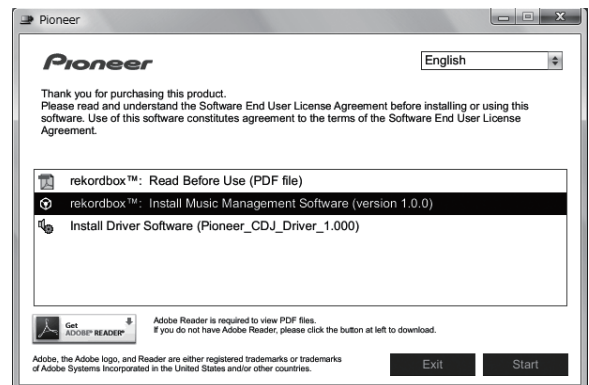 Pioneer
Pioneer
English
Thank you for purchasing this product.
Please read and understand the Software End User License Agreement before installing or using this
software. Use of this software constitutes agreement to the terms of the Software End User License
Agreement.
rekordbox™: Read Before Use (PDF file)
rekordbox™: Install Music Management Software (version 1.0.0)
Install Driver Software (Pioneer_CDJ_Driver_1.000)
Get
ADOBE® READER®
Adobe Reader is required to view PDF files.
If you do not have Adobe Reader, please click the button at left to download.
Adobe, the Adobe logo, and Reader are either registered trademarks or trademarks
of Adobe Systems Incorporated in the United States and/or other countries.
Exit
Start